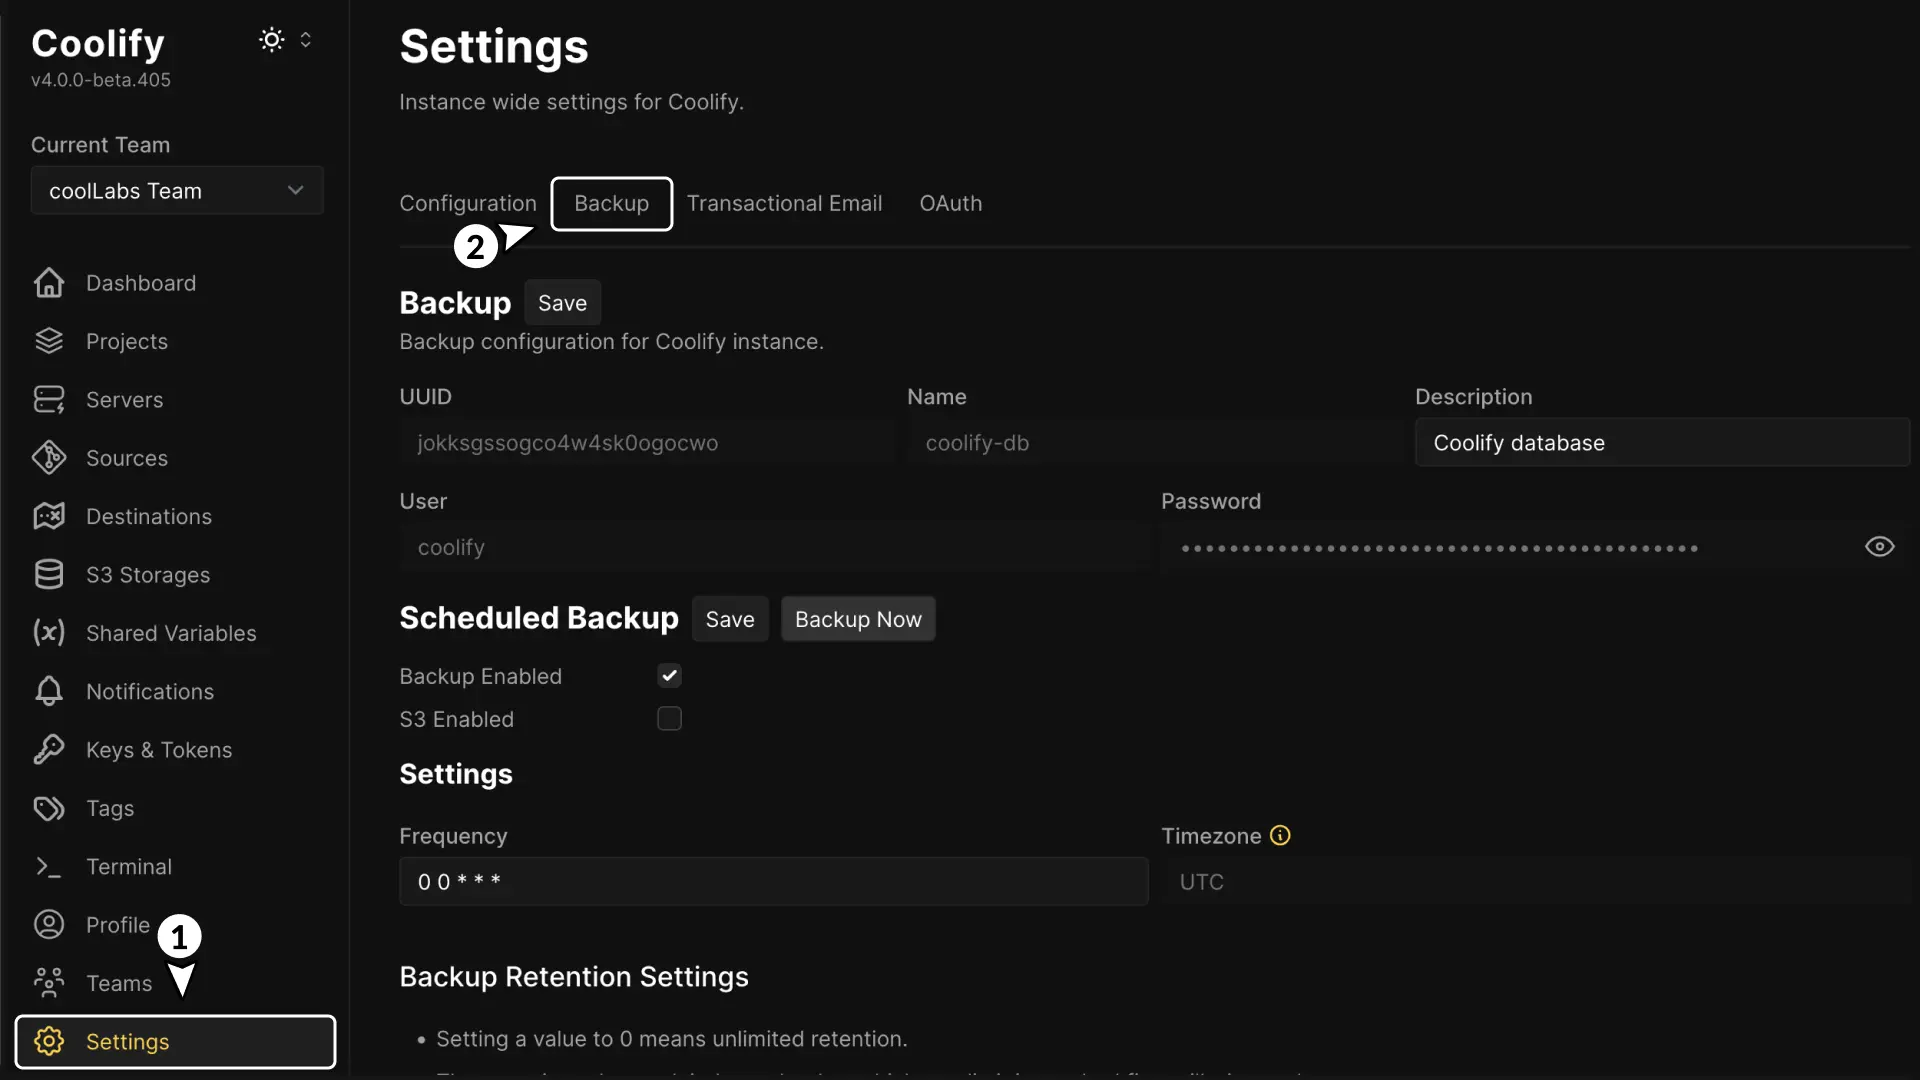 Coolify
v4.0.0-beta.405
Current Team
coolLabs Team
Dashboard
Projects
Servers
Sources
Destinations
S3 Storages
Shared Variables
Notifications
Keys & Tokens
Tags
Terminal
Profile
1
Teams
Settings
Settings
Instance wide settings for Coolify.
Configuration Backup Transactional Email OAuth
2
Backup Save
Backup configuration for Coolify instance.
UUID Name Description
jokksgssogco4w4sk0ogocwo coolify-db Coolify database
User Password
coolify
Scheduled Backup Save Backup Now
Backup Enabled
S3 Enabled
Settings
Frequency Timezone
0 0 * * * UTC
Backup Retention Settings
• Setting a value to 0 means unlimited retention.